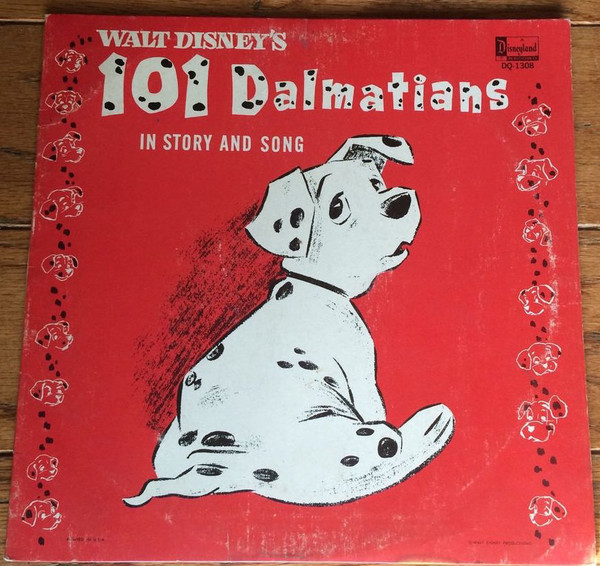 WALT DISNEY'S
101 Dalmatians
IN STORY AND SONG
Disneyland
DQ-1308